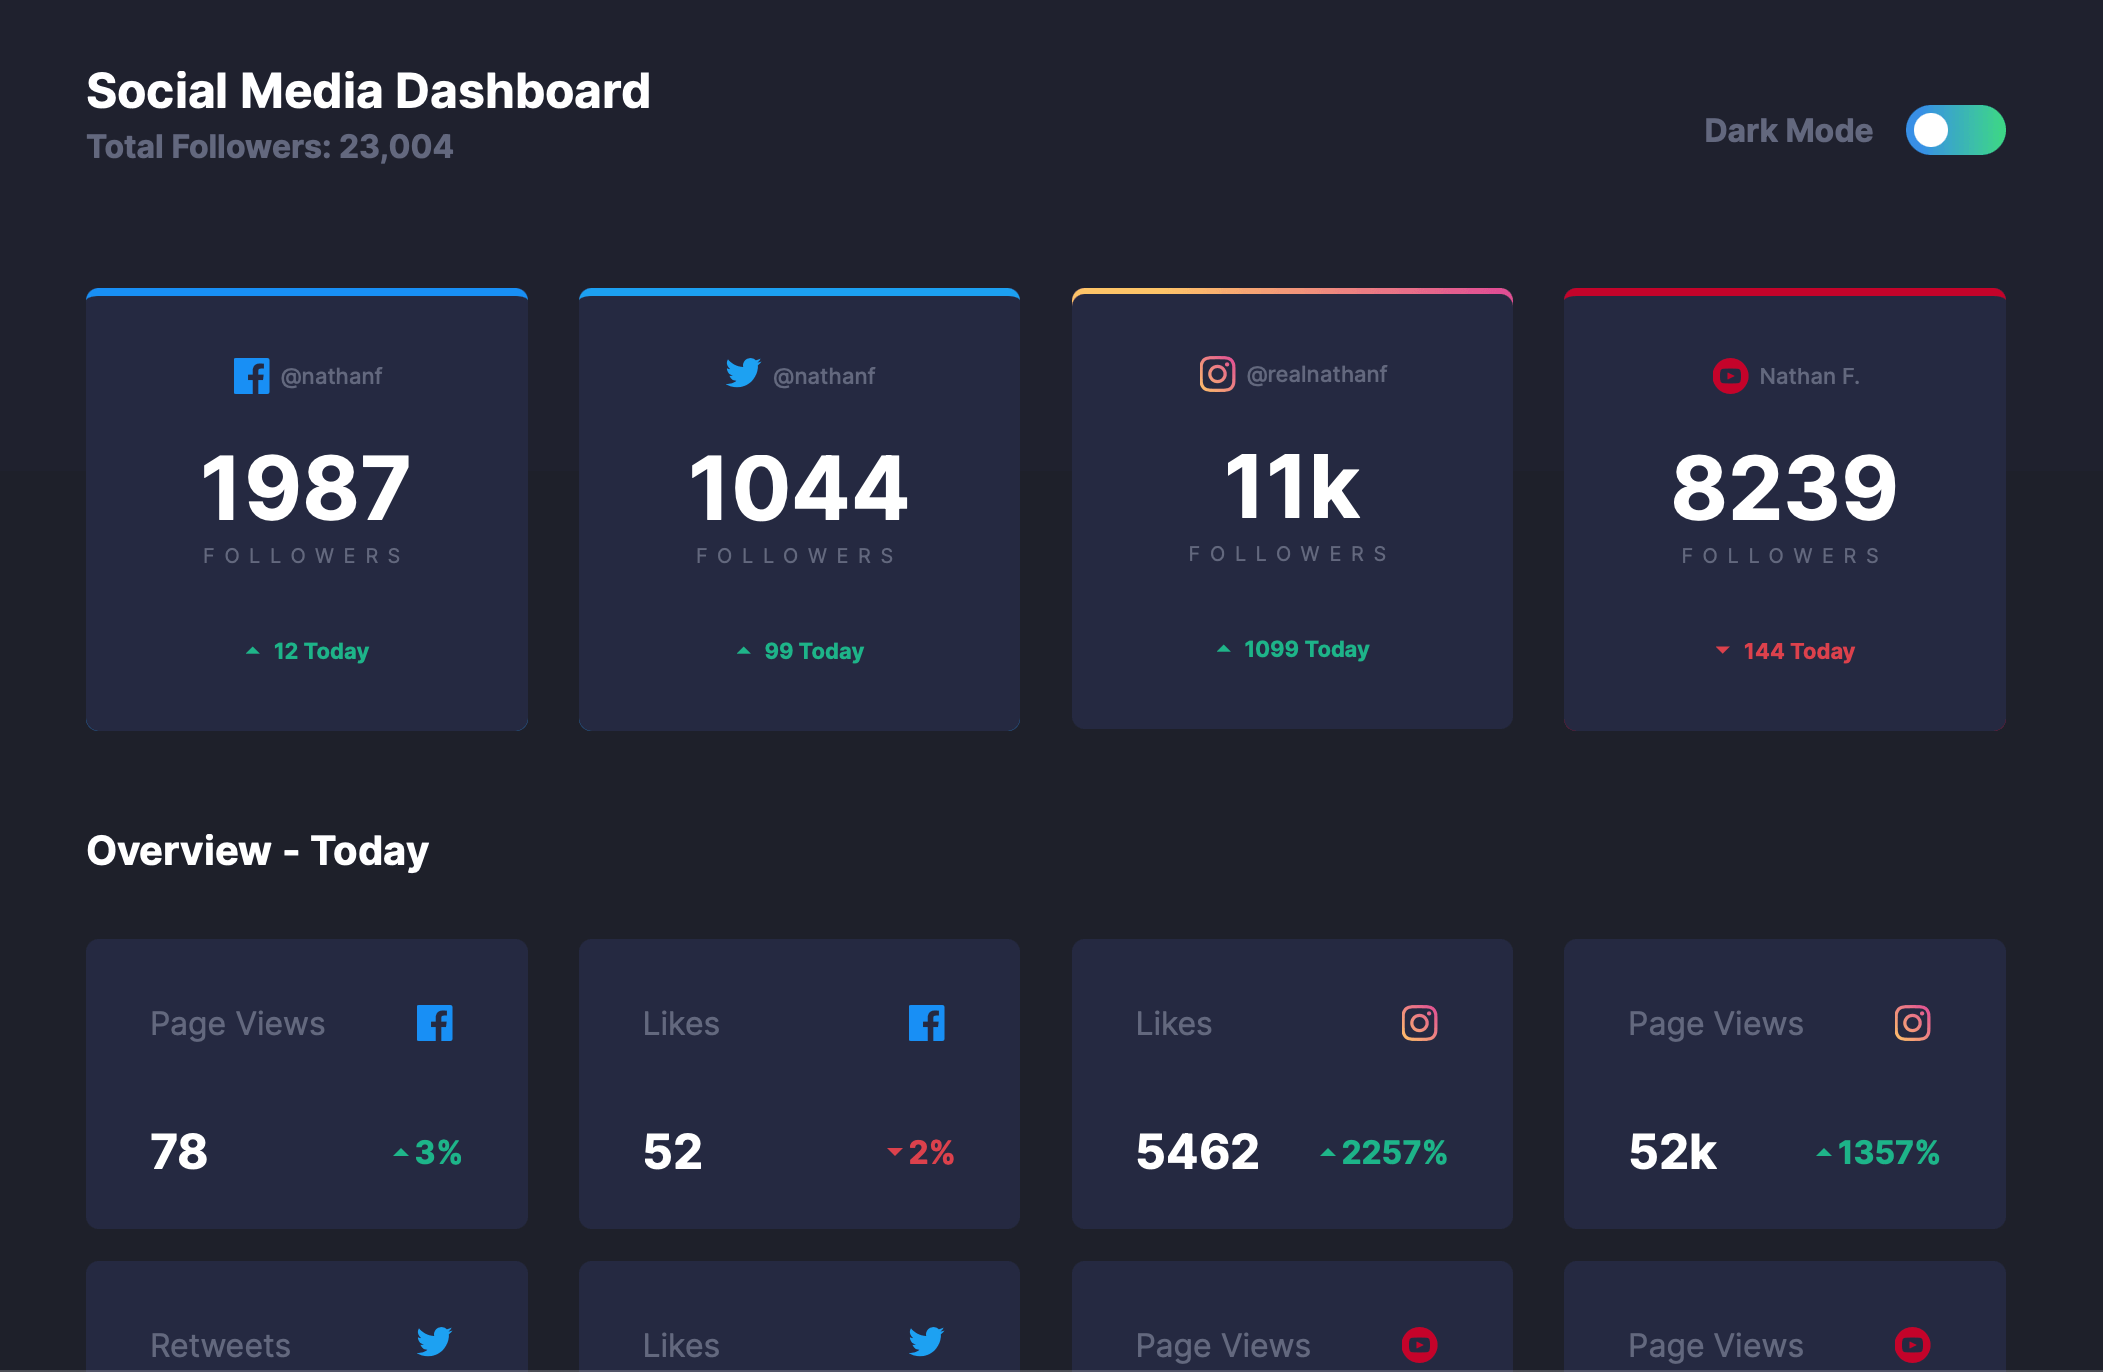 Social Media Dashboard
Total Followers: 23,004
Dark Mode
@nathanf
1987
FOLLOWERS
12 Today
@nathanf
1044
FOLLOWERS
99 Today
@realnathanf
11k
FOLLOWERS
1099 Today
Nathan F.
8239
FOLLOWERS
144 Today
Overview - Today
Page Views
78
3%
Likes
52
2%
Likes
5462
2257%
Page Views
52k
1357%
Retweets
Likes
Page Views
Page Views